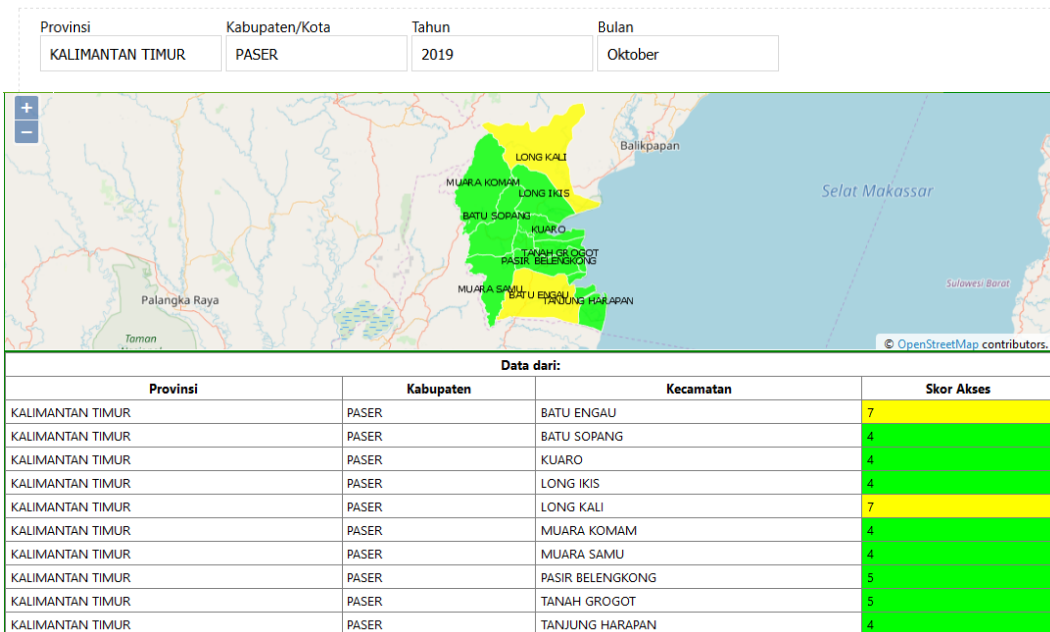 Provinsi Kabupaten/Kota Tahun Bulan
KALIMANTAN TIMUR PASER 2019 Oktober
+
−
LONG KALI
Balikpapan
MUARA KOMAM
LONG IKIS
Selat Makassar
BATU SOPANG
KUARO
TANAH GROGOT
PASIR BELENGKONG
MUARA SAMU
BATU ENGAU
TANJUNG HARAPAN
Sulawesi Barat
Palangka Raya
Taman
© OpenStreetMap contributors.
Data dari:
Provinsi Kabupaten Kecamatan Skor Akses
KALIMANTAN TIMUR PASER BATU ENGAU 7
KALIMANTAN TIMUR PASER BATU SOPANG 4
KALIMANTAN TIMUR PASER KUARO 4
KALIMANTAN TIMUR PASER LONG IKIS 4
KALIMANTAN TIMUR PASER LONG KALI 7
KALIMANTAN TIMUR PASER MUARA KOMAM 4
KALIMANTAN TIMUR PASER MUARA SAMU 4
KALIMANTAN TIMUR PASER PASIR BELENGKONG 5
KALIMANTAN TIMUR PASER TANAH GROGOT 5
KALIMANTAN TIMUR PASER TANJUNG HARAPAN 4